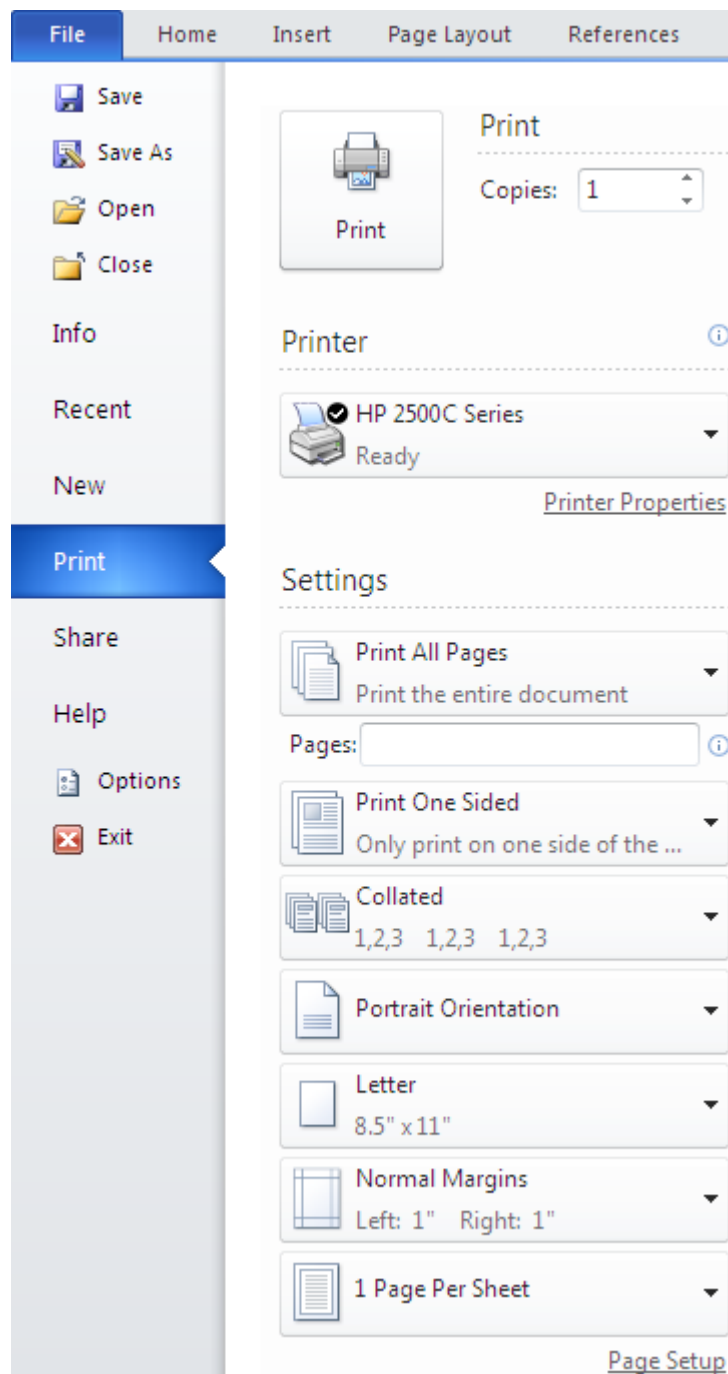 File Home Insert Page Layout References
Save
Save As
Open
Close
Info
Recent
New
Print
Share
Help
Options
Exit
Print
Print
Copies: 1
Printer
HP 2500C Series
Ready
Printer Properties
Settings
Print All Pages
Print the entire document
Pages:
Print One Sided
Only print on one side of the ...
Collated
1,2,3 1,2,3 1,2,3
Portrait Orientation
Letter
8.5" x 11"
Normal Margins
Left: 1" Right: 1"
1 Page Per Sheet
Page Setup